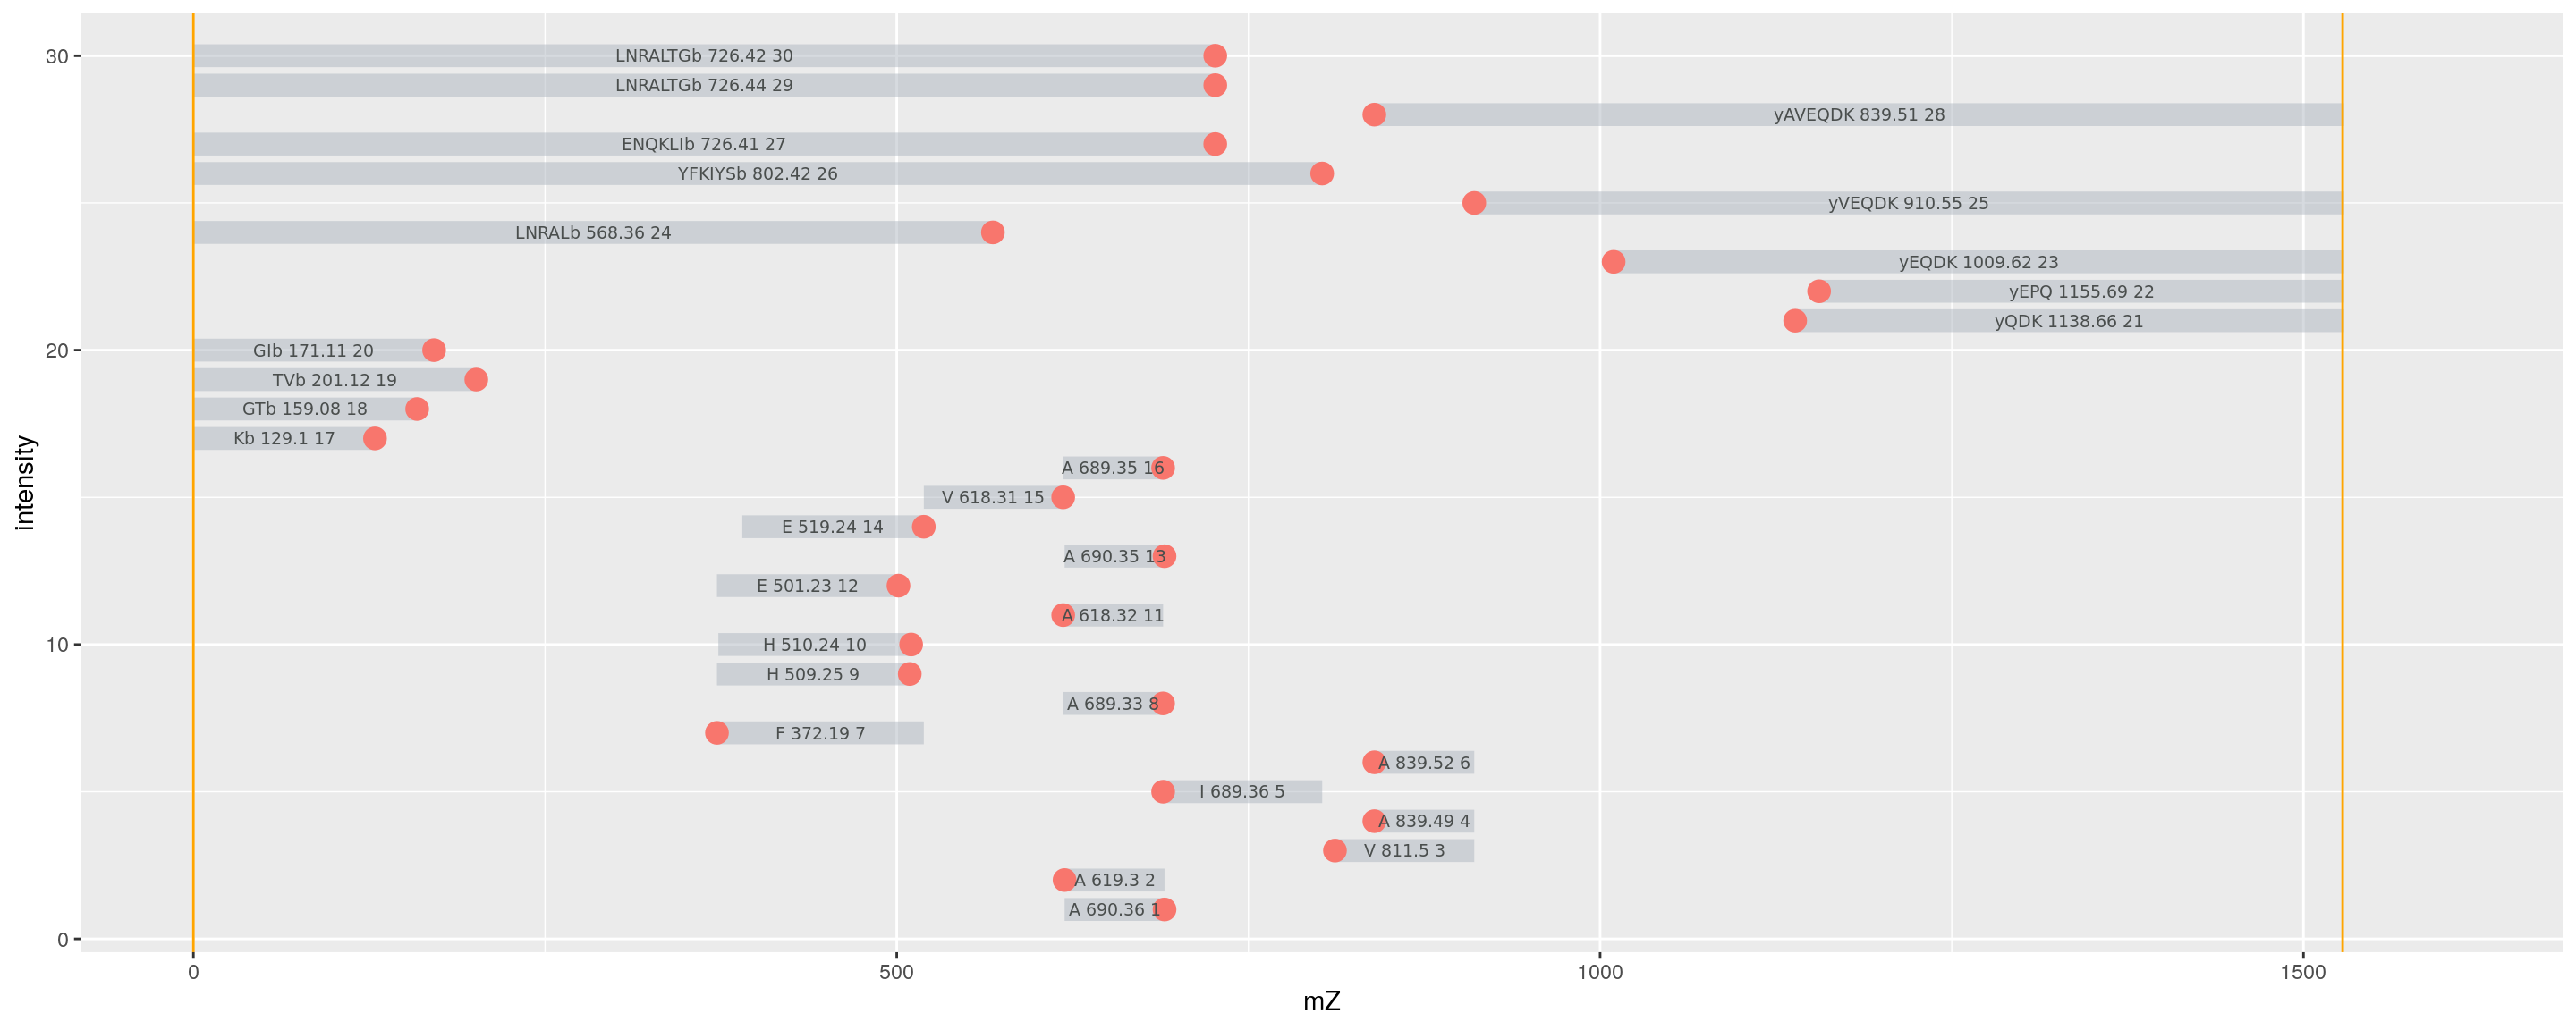 30
LNRALTGb 726.42 30
LNRALTGb 726.44 29
yAVEQDK 839.51 28
ENQKLIb 726.41 27
YFKIYSb 802.42 26
yVEQDK 910.55 25
LNRALb 568.36 24
yEQDK 1009.62 23
yEPQ 1155.69 22
yQDK 1138.66 21
20
GIb 171.11 20
TVb 201.12 19
GTb 159.08 18
Kb 129.1 17
A 689.35 16
V 618.31 15
E 519.24 14
A 690.35 13
E 501.23 12
A 618.32 11
10
H 510.24 10
H 509.25 9
A 689.33 8
F 372.19 7
A 839.52 6
I 689.36 5
A 839.49 4
V 811.5 3
A 619.3 2
A 690.36 1
0
intensity
0 500 1000 1500
mZ